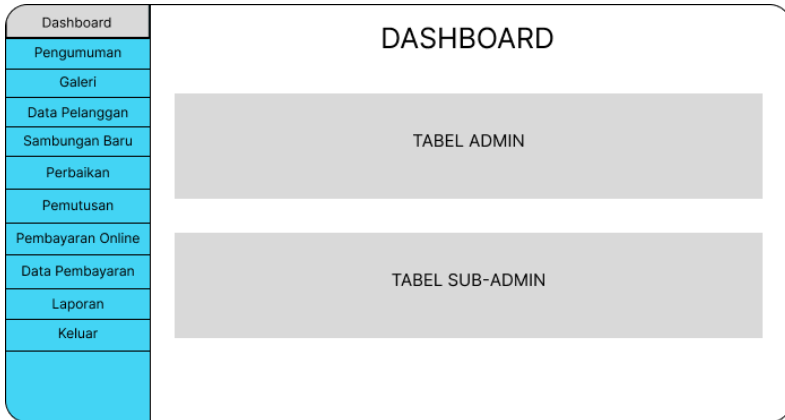 Dashboard
Pengumuman
Galeri
Data Pelanggan
Sambungan Baru
Perbaikan
Pemutusan
Pembayaran Online
Data Pembayaran
Laporan
Keluar
DASHBOARD
TABEL ADMIN
TABEL SUB-ADMIN